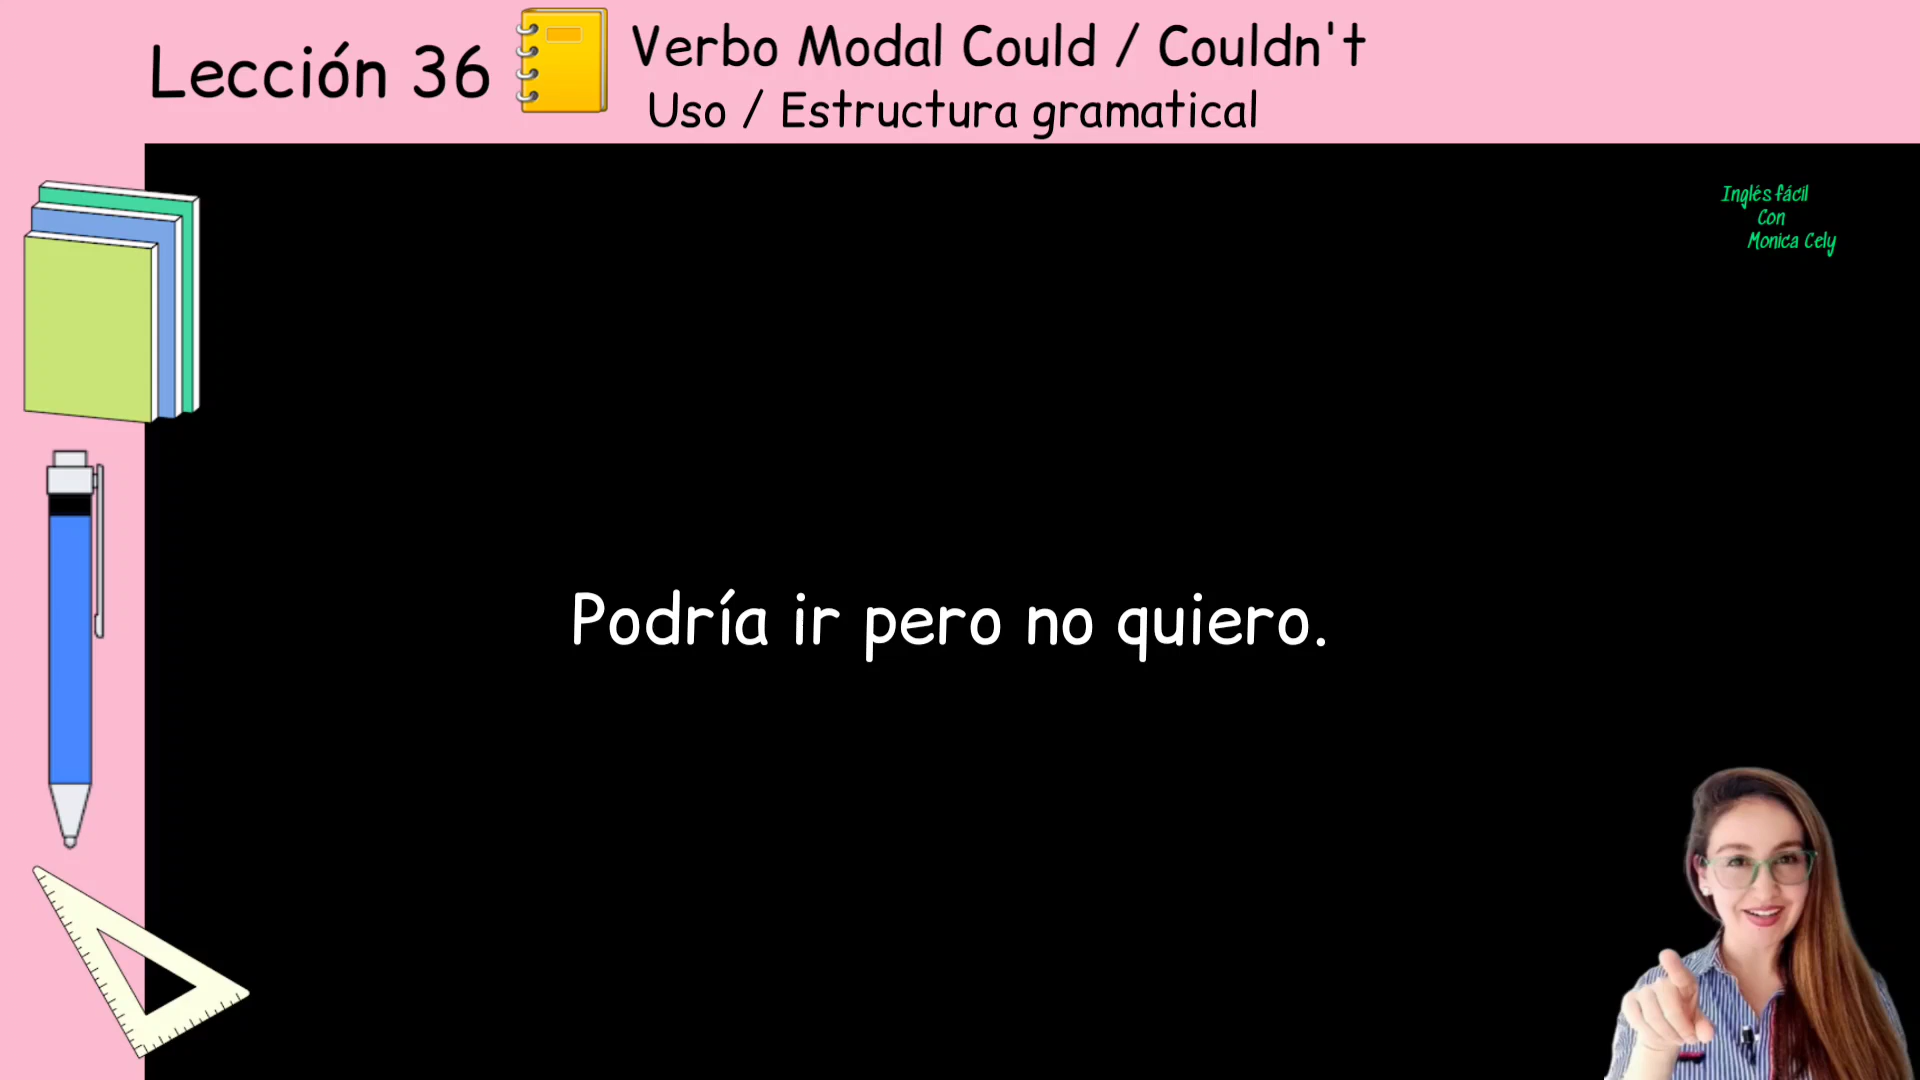 Lección 36
Verbo Modal Could / Couldn't
Uso / Estructura gramatical
Inglés fácil
Con
Monica Cely
Podría ir pero no quiero.